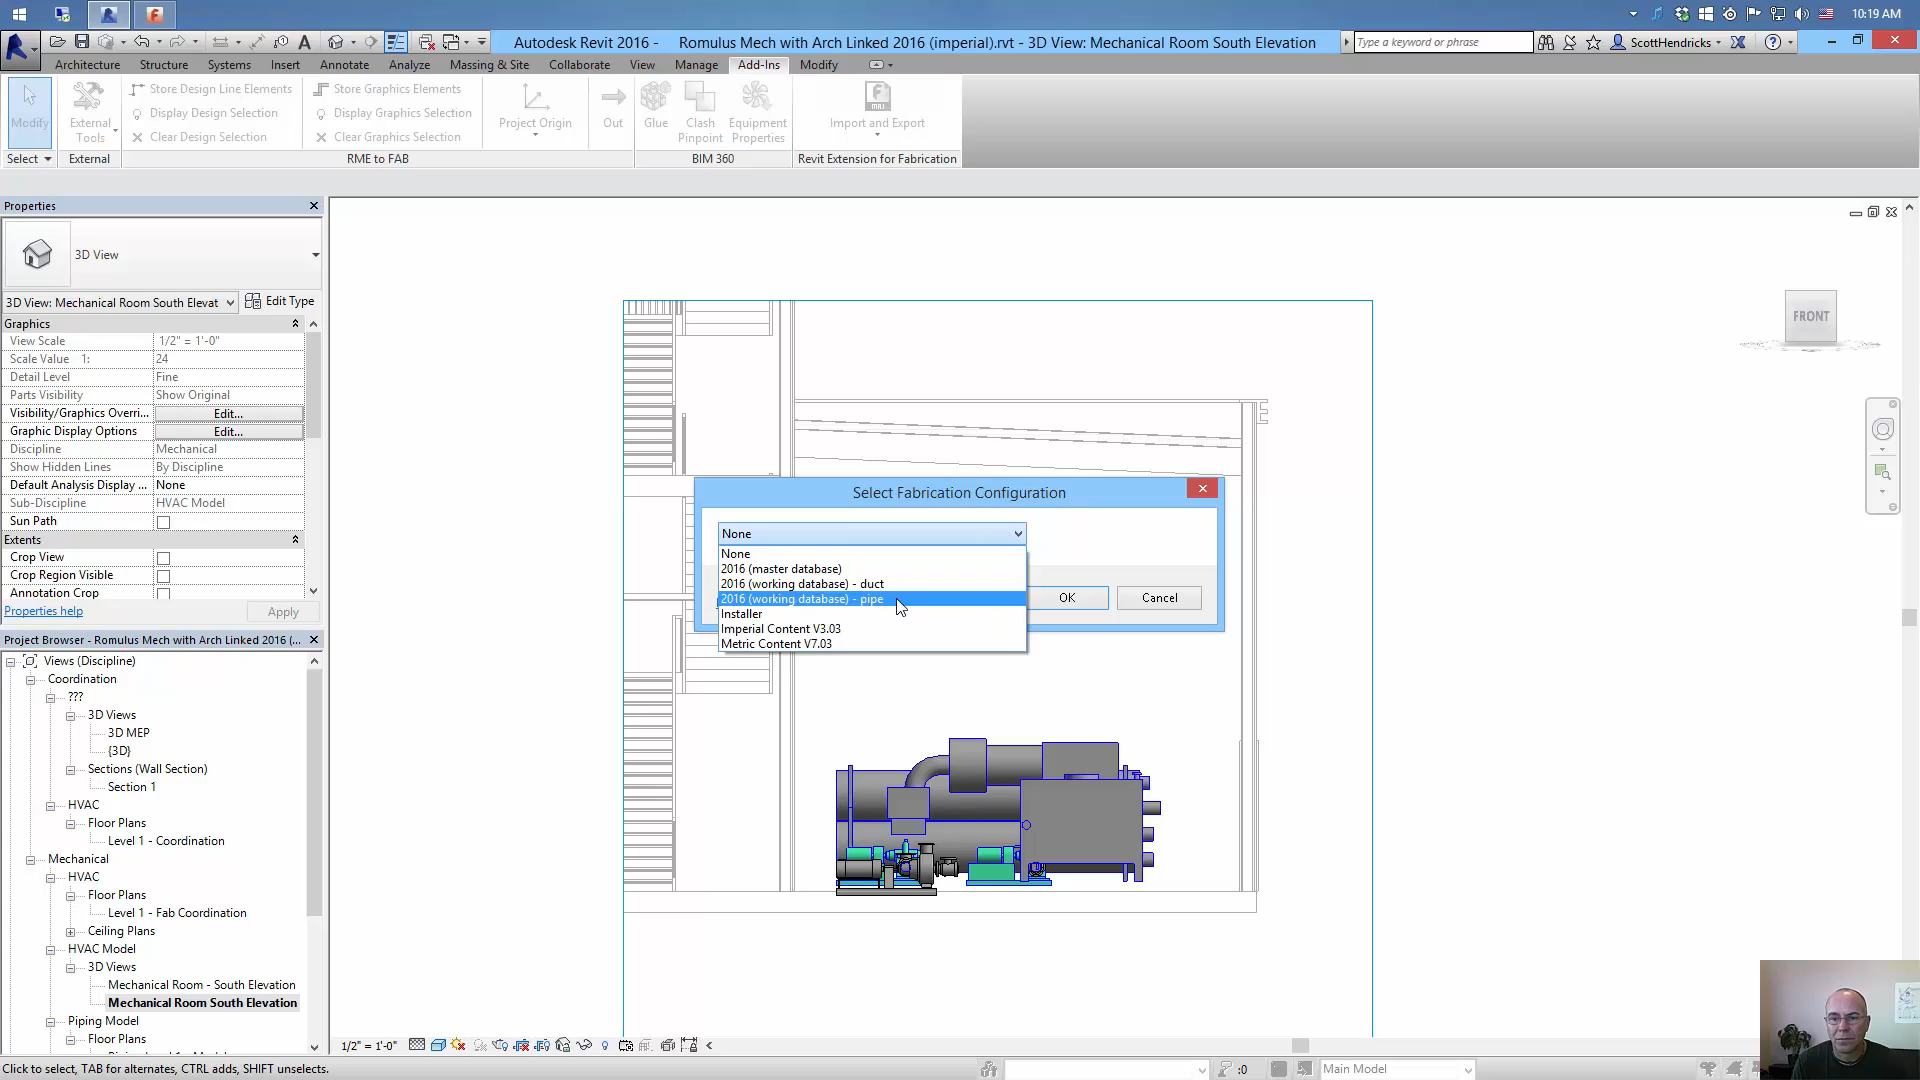 10:19 AM
Autodesk Revit 2016 - Romulus Mech with Arch Linked 2016 (imperial).rvt - 3D View: Mechanical Room South Elevation
Type a keyword or phrase
ScottHendricks
Architecture Structure Systems Insert Annotate Analyze Massing & Site Collaborate View Manage Add-Ins Modify
Modify
External
Tools
Store Design Line Elements
Display Design Selection
Clear Design Selection
Store Graphics Elements
Display Graphics Selection
Clear Graphics Selection
Project Origin
Out
Glue
Clash
Pinpoint
Equipment
Properties
Import and Export
Select
External
RME to FAB
BIM 360
Revit Extension for Fabrication
Properties
3D View
3D View: Mechanical Room South Elevat
Edit Type
Graphics
View Scale 1/2" = 1'-0"
Scale Value 1: 24
Detail Level Fine
Parts Visibility Show Original
Visibility/Graphics Overri... Edit...
Graphic Display Options Edit...
Discipline Mechanical
Show Hidden Lines By Discipline
Default Analysis Display ... None
Sub-Discipline HVAC Model
Sun Path
Extents
Crop View
Crop Region Visible
Annotation Crop
Properties help
Apply
Project Browser - Romulus Mech with Arch Linked 2016 (...
Views (Discipline)
Coordination
???
3D Views
3D MEP
{3D}
Sections (Wall Section)
Section 1
HVAC
Floor Plans
Level 1 - Coordination
Mechanical
HVAC
Floor Plans
Level 1 - Fab Coordination
Ceiling Plans
HVAC Model
3D Views
Mechanical Room - South Elevation
Mechanical Room South Elevation
Piping Model
Floor Plans
FRONT
Select Fabrication Configuration
None
None
2016 (master database)
2016 (working database) - duct
2016 (working database) - pipe
Installer
Imperial Content V3.03
Metric Content V7.03
OK
Cancel
1/2" = 1'-0"
Click to select, TAB for alternates, CTRL adds, SHIFT unselects.
:0
Main Model